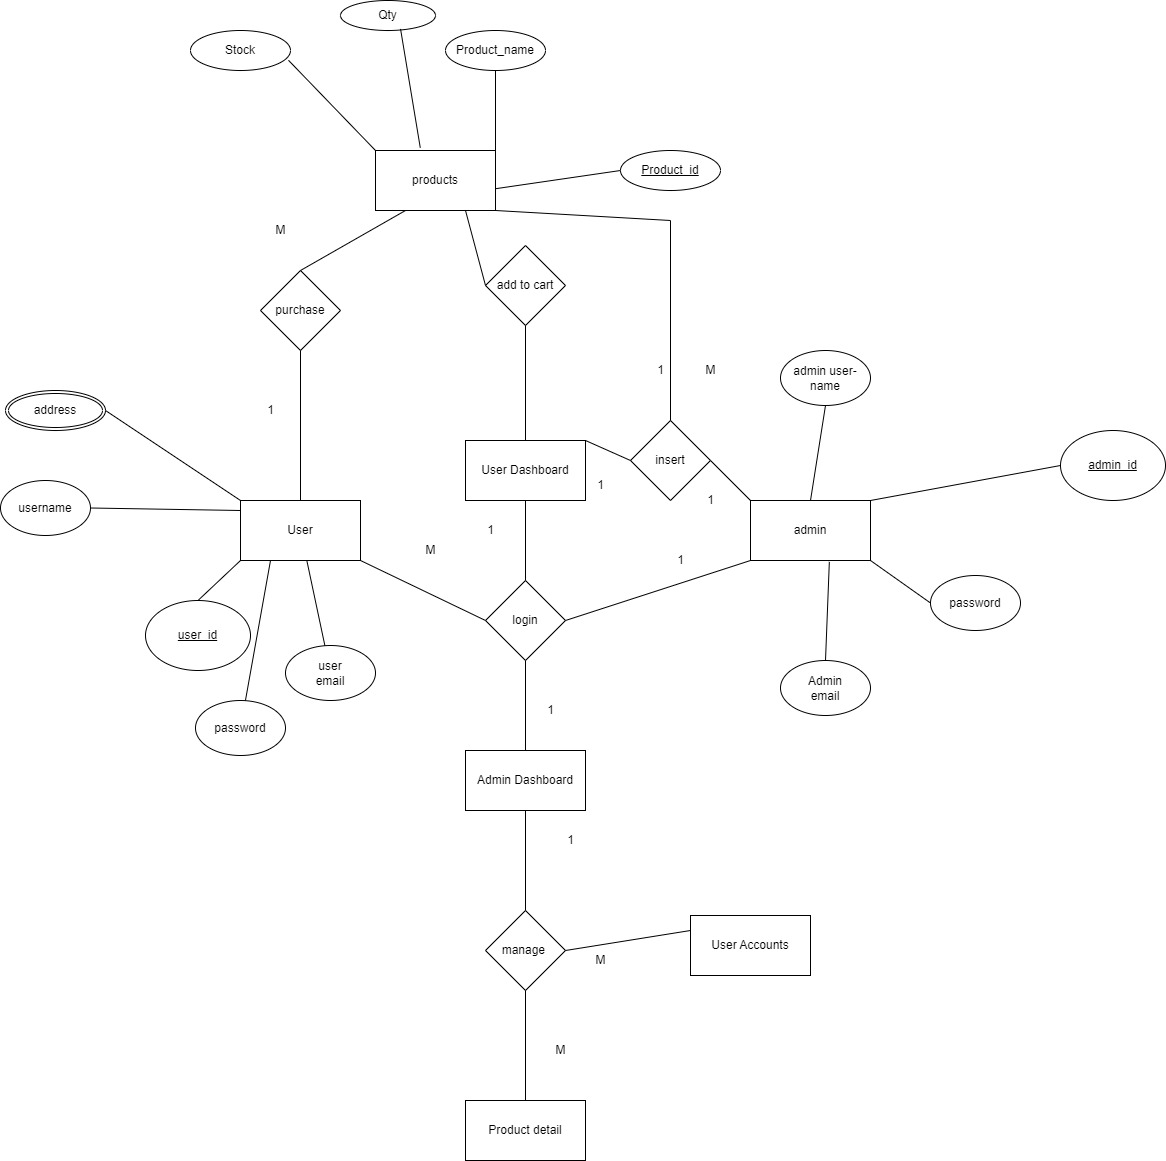 Qty
Stock
Product_name
Product_id
products
M
add to cart
purchase
1
M
admin user-
name
address
1
insert
admin_id
User Dashboard
1
1
username
User
1
admin
M
1
password
login
user_id
user
email
Admin
email
password
1
Admin Dashboard
1
manage
User Accounts
M
M
Product detail